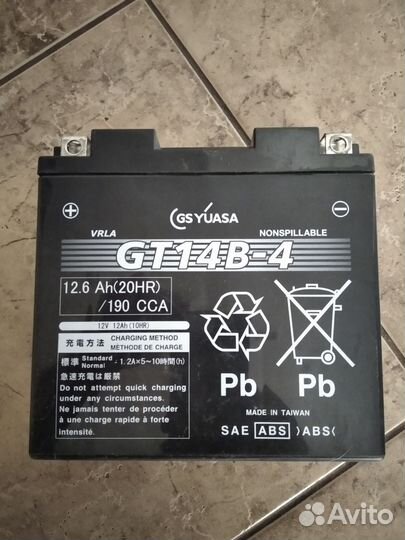 GSYUASA
VRLA
NONSPILLABLE
GT14B-4
12.6 Ah(20HR)
/190 CCA
12V 12Ah(10HR)
充電方法 CHARGING METHOD
MÉTHODE DE CHARGE
標準 Standard Normal - 1.2A×5~10時間(h)
急速充電は厳禁
Do not attempt quick charging
under any circumstances.
Ne jamais tenter de procéder
à une charge rapide à forte
intensité.
Pb
Pb
MADE IN TAIWAN
SAE ABS 〉ABS〈
Avito